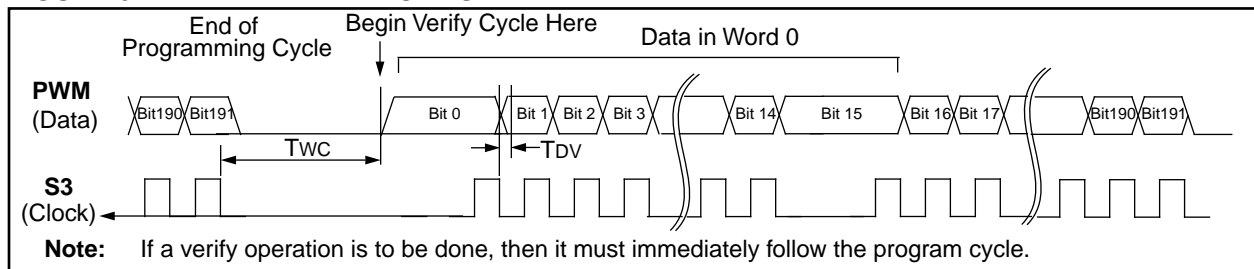 End of
Programming Cycle
Begin Verify Cycle Here
Data in Word 0
PWM
(Data)
Bit190 Bit191 Bit 0 Bit 1 Bit 2 Bit 3 Bit 14 Bit 15 Bit 16 Bit 17 Bit190 Bit191
TWC
TDV
S3
(Clock)
Note: If a verify operation is to be done, then it must immediately follow the program cycle.